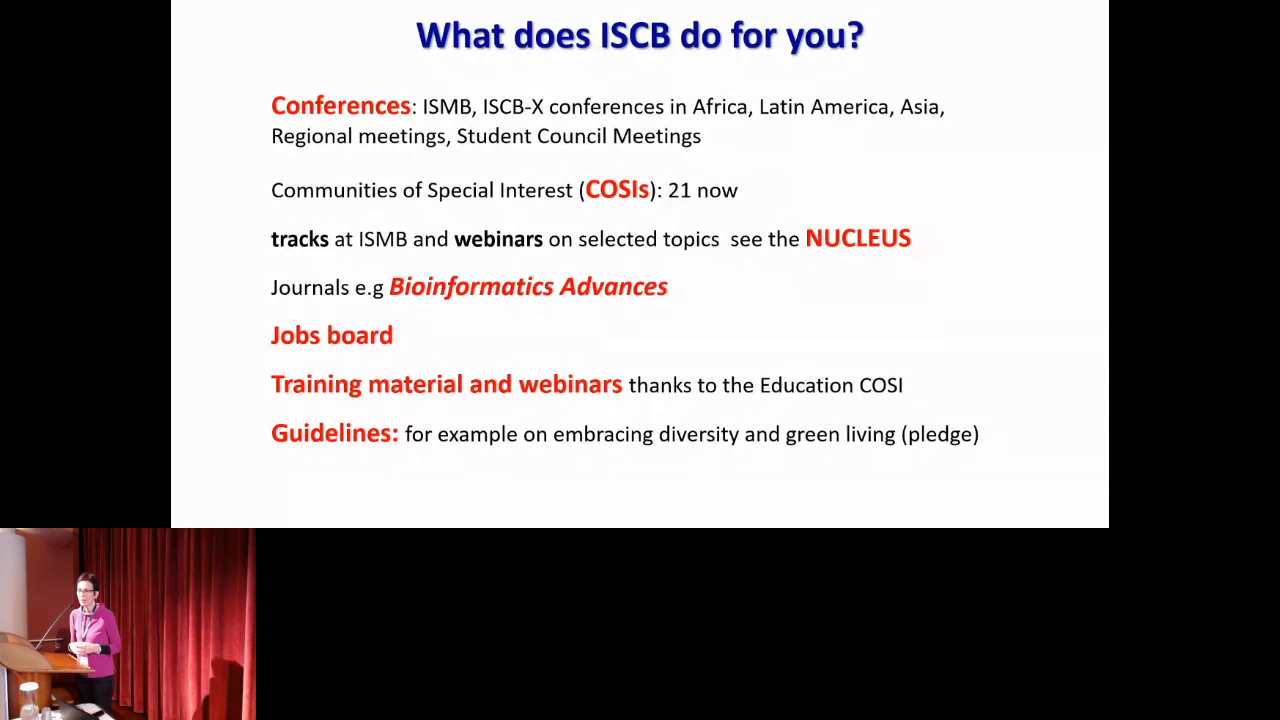 What does ISCB do for you?
Conferences: ISMB, ISCB-X conferences in Africa, Latin America, Asia,
Regional meetings, Student Council Meetings
Communities of Special Interest (COSIs): 21 now
tracks at ISMB and webinars on selected topics see the NUCLEUS
Journals e.g Bioinformatics Advances
Jobs board
Training material and webinars thanks to the Education COSI
Guidelines: for example on embracing diversity and green living (pledge)